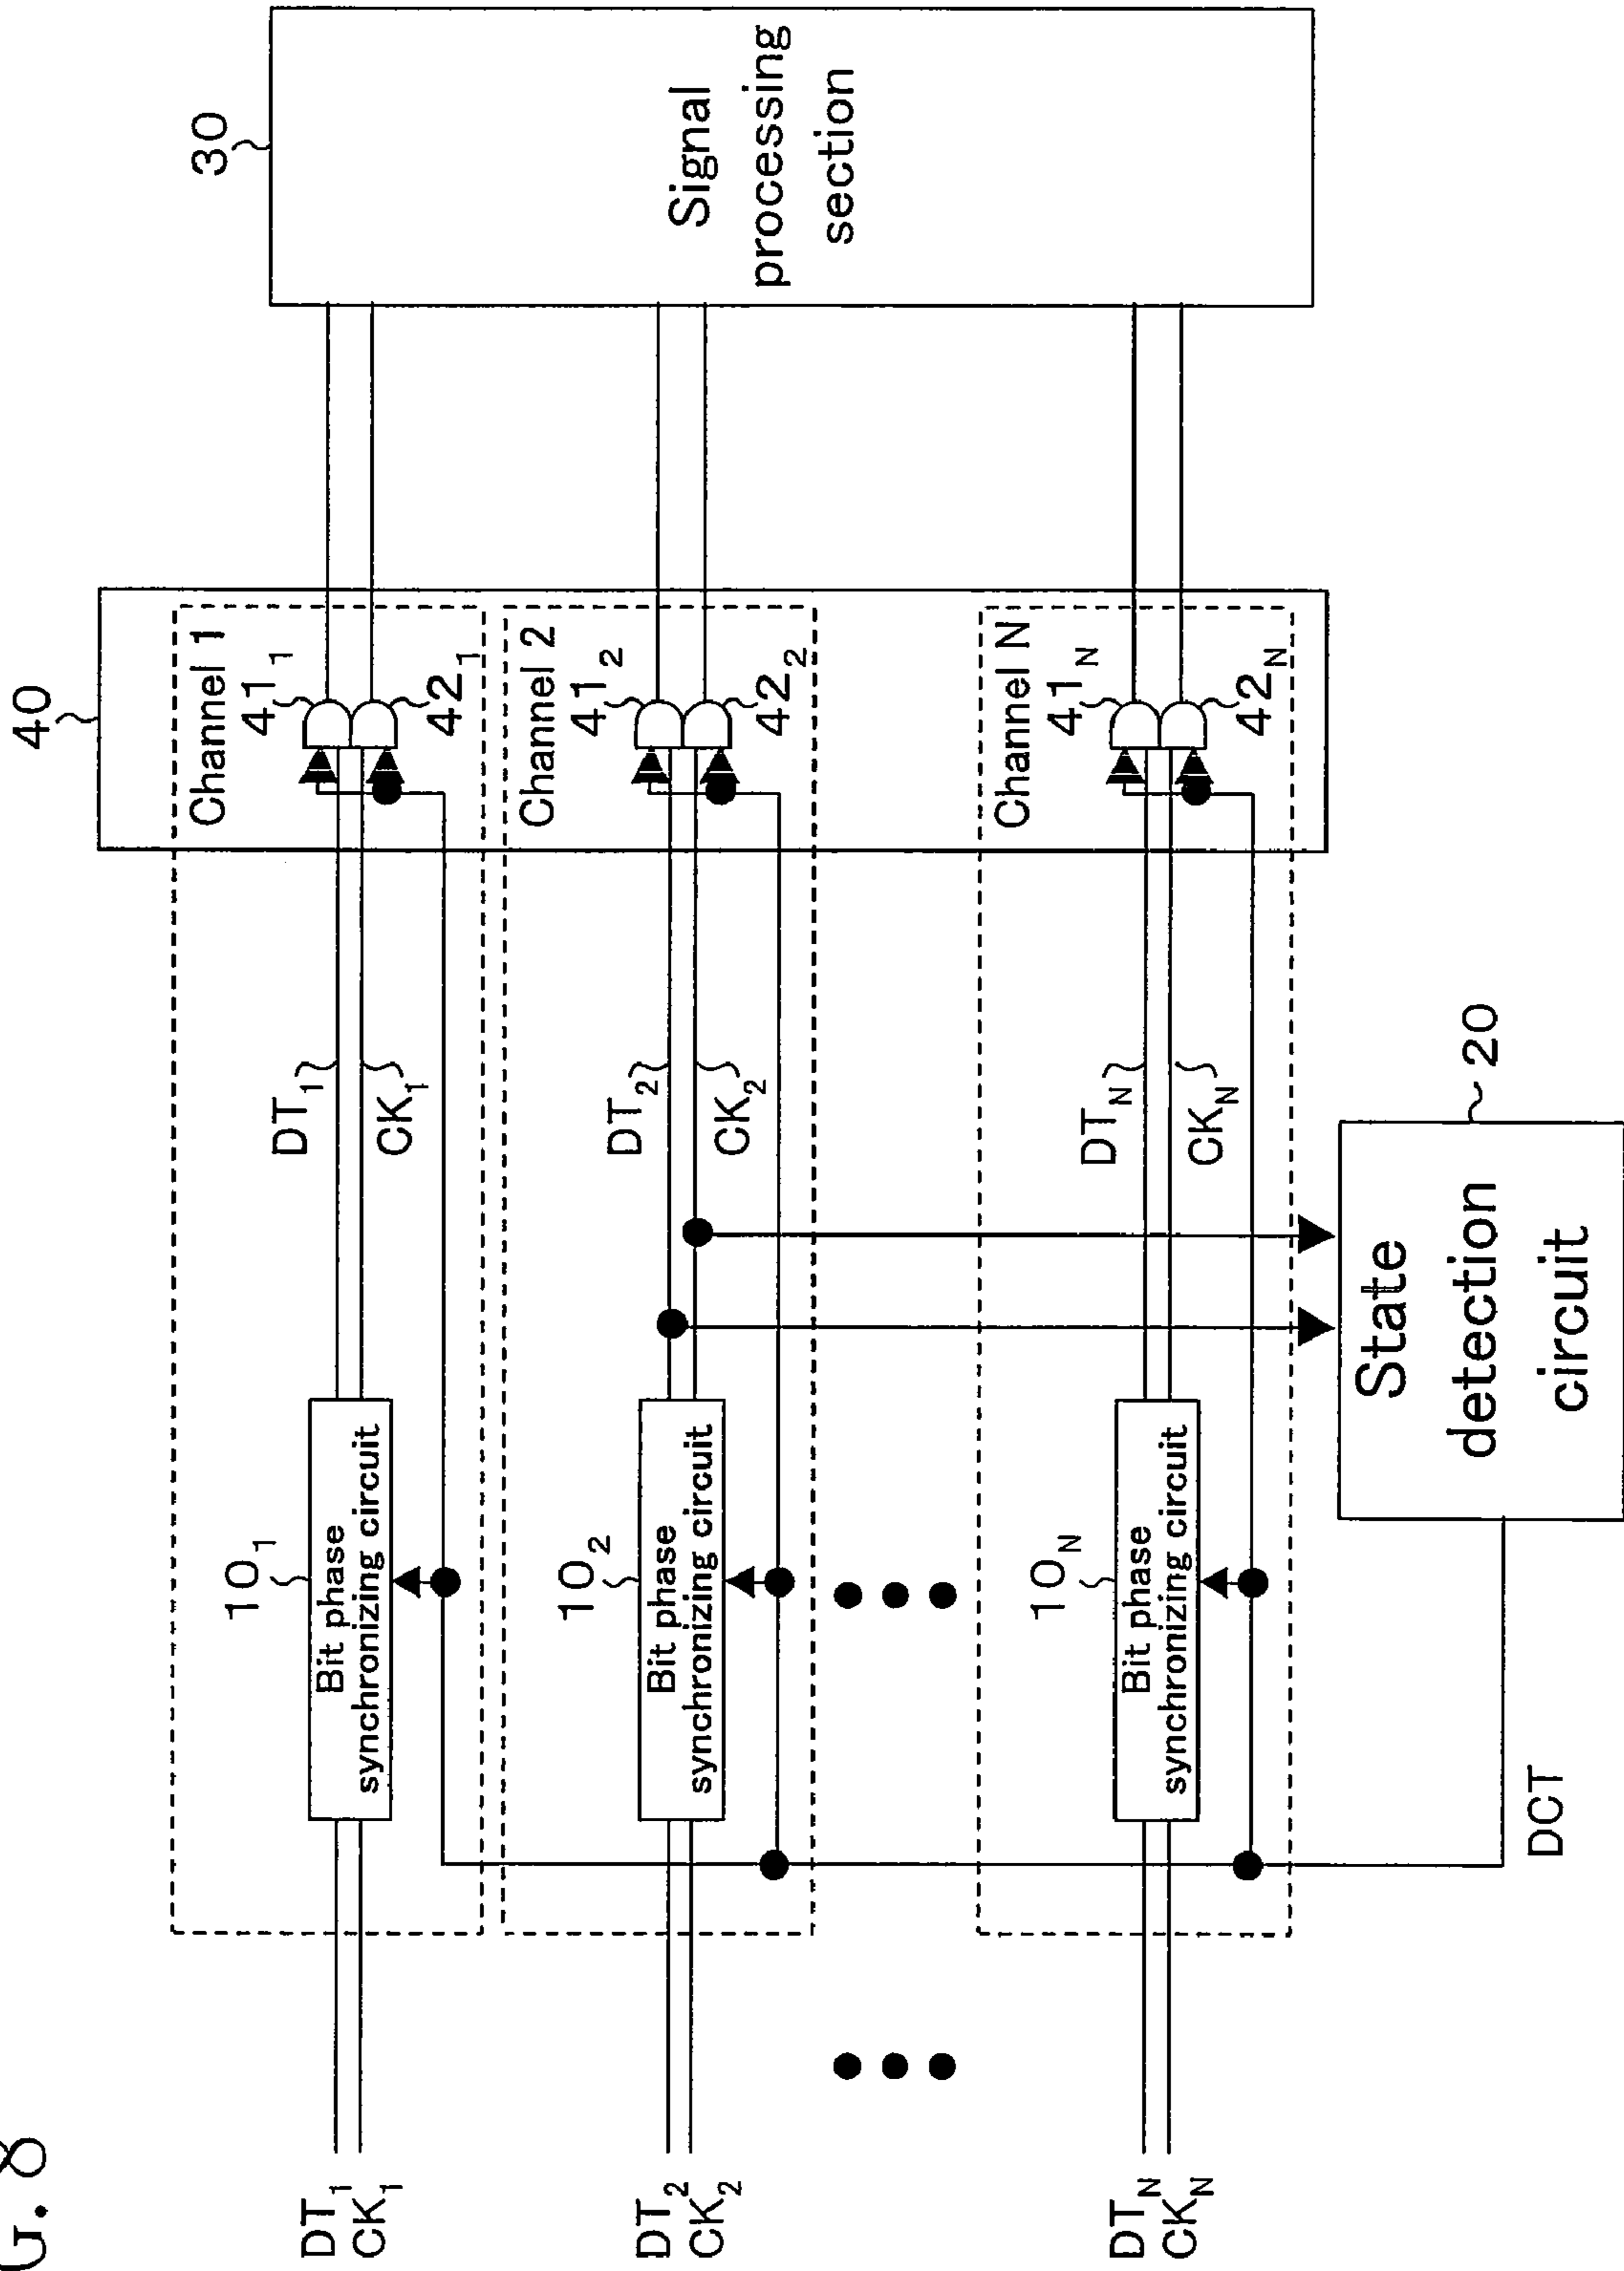 G. 8
40
30
Channel 1
41₁
42₁
10₁
Bit phase
synchronizing circuit
DT₁
CK₁
DT₁
CK₁
Channel 2
41₂
42₂
10₂
Bit phase
synchronizing circuit
DT₂
CK₂
DT₂
CK₂
Channel N
41N
42N
10N
Bit phase
synchronizing circuit
DTN
CKN
DTN
CKN
Signal
processing
section
State
detection
circuit
20
DCT